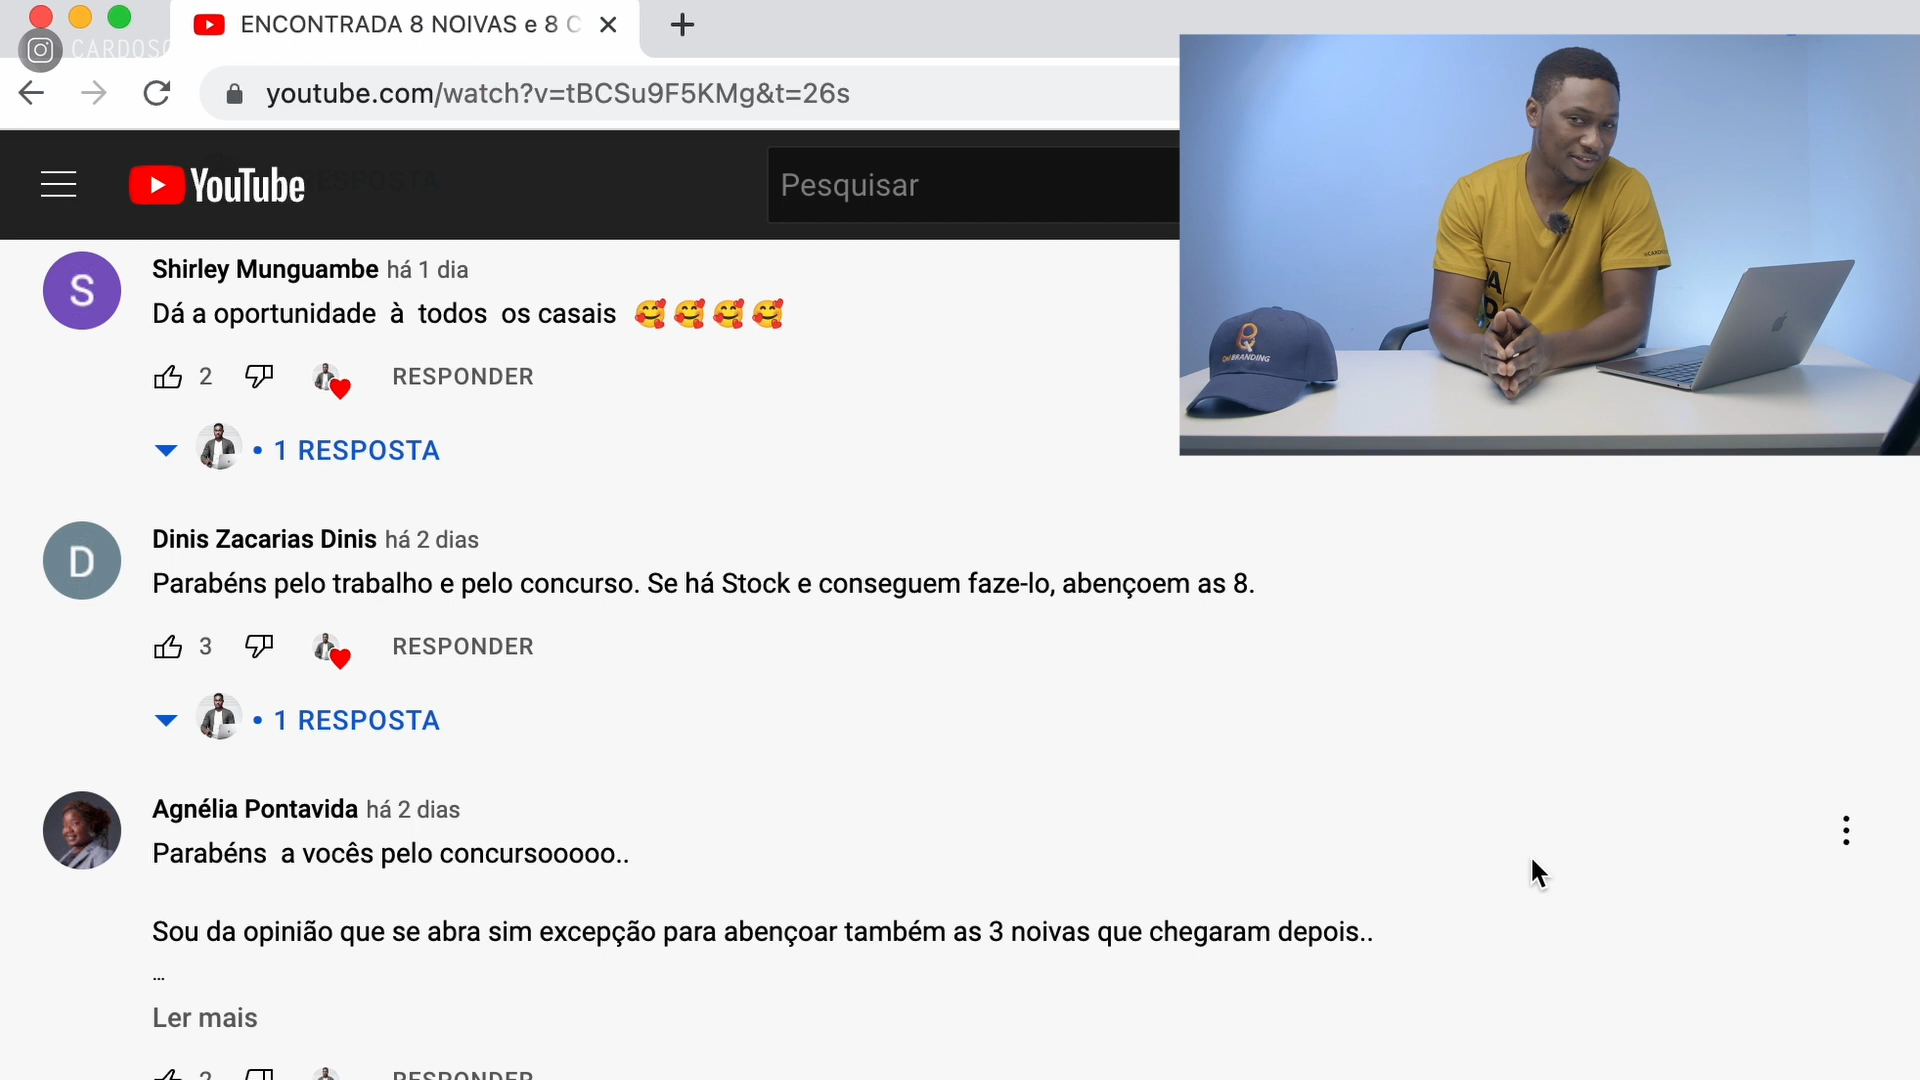 ENCONTRADA 8 NOIVAS e 8 C
CARDOSO
youtube.com/watch?v=tBCSu9F5KMg&t=26s
YouTube
Pesquisar
Shirley Munguambe há 1 dia
Dá a oportunidade à todos os casais 🥰🥰🥰🥰
2 RESPONDER
• 1 RESPOSTA
Dinis Zacarias Dinis há 2 dias
Parabéns pelo trabalho e pelo concurso. Se há Stock e conseguem faze-lo, abençoem as 8.
3 RESPONDER
• 1 RESPOSTA
Agnélia Pontavida há 2 dias
Parabéns a vocês pelo concursooooo..
Sou da opinião que se abra sim excepção para abençoar também as 3 noivas que chegaram depois..
...
Ler mais
2 RESPONDER
S
D
BRANDING